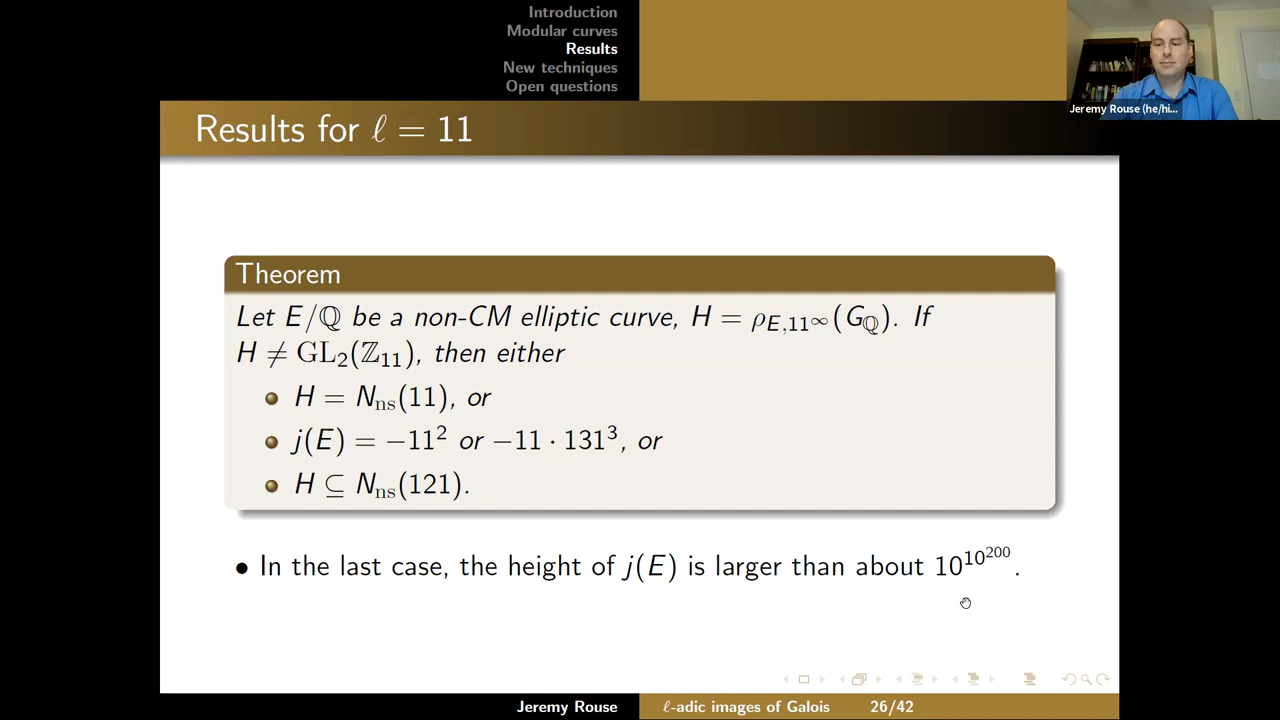 Introduction
Modular curves
Results
New techniques
Open questions
Jeremy Rouse (he/hi...
Results for ℓ = 11
Theorem
Let E/ℚ be a non-CM elliptic curve, H = ρ_{E,11^∞}(G_ℚ). If
H ≠ GL₂(ℤ₁₁), then either
• H = N_ns(11), or
• j(E) = −11² or −11 · 131³, or
• H ⊆ N_ns(121).
• In the last case, the height of j(E) is larger than about 10^{10^{200}}.
Jeremy Rouse
ℓ-adic images of Galois
26/42